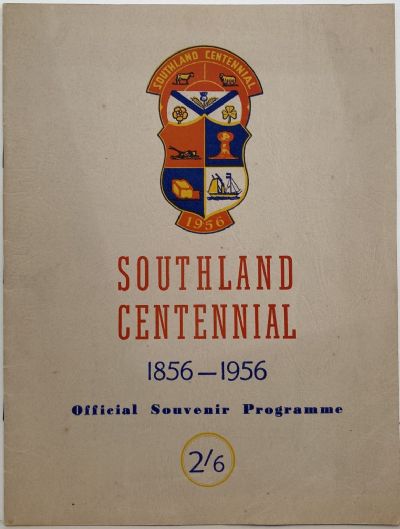 SOUTHLAND CENTENNIAL
1956
SOUTHLAND
CENTENNIAL
1856—1956
Official Souvenir Programme
2/6